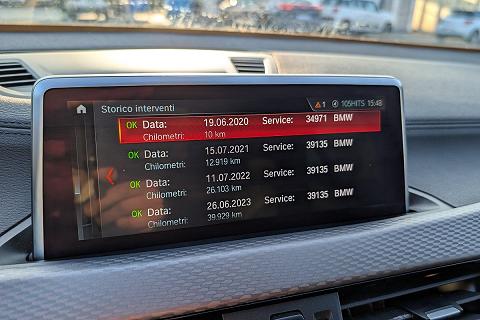 Storico interventi 1 105HITS 15:48
OK Data: 19.06.2020 Service: 34971 BMW
Chilometri: 10 km
OK Data: 15.07.2021 Service: 39135 BMW
Chilometri: 12.919 km
OK Data: 11.07.2022 Service: 39135 BMW
Chilometri: 26.103 km
OK Data: 26.06.2023 Service: 39135 BMW
Chilometri: 39.929 km